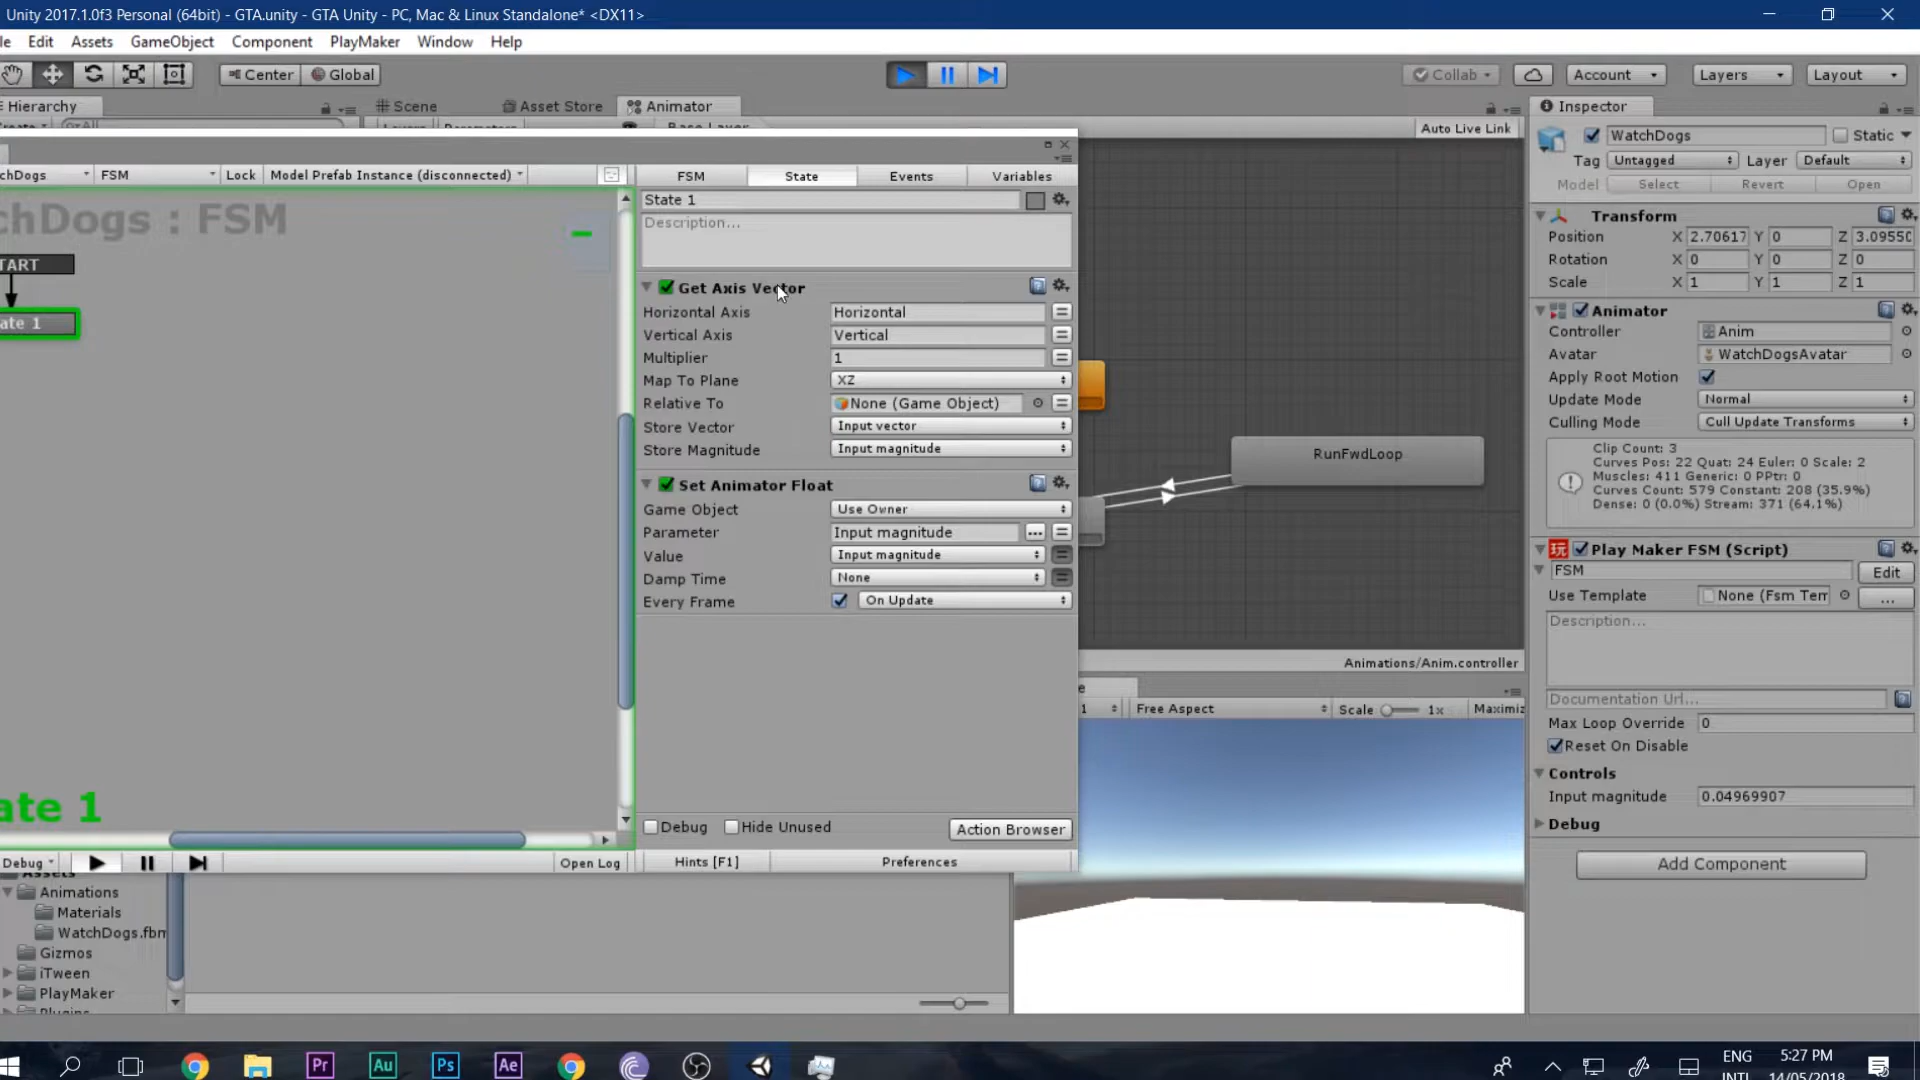 Unity 2017.1.0f3 Personal (64bit) - GTA.unity - GTA Unity - PC, Mac & Linux Standalone* <DX11>
le Edit Assets GameObject Component PlayMaker Window Help
Center Global Collab Account Layers Layout
Hierarchy Scene Asset Store Animator Inspector
Auto Live Link
WatchDogs Static
Tag Untagged Layer Default
Model Select Revert Open
Transform
Position X 2.70617 Y 0 Z 3.0955
Rotation X 0 Y 0 Z 0
Scale X 1 Y 1 Z 1
Animator
Controller Anim
Avatar WatchDogsAvatar
Apply Root Motion
Update Mode Normal
Culling Mode Cull Update Transforms
Clip Count: 3
Curves Pos: 22 Quat: 24 Euler: 0 Scale: 2
Muscles: 411 Generic: 0 PPtr: 0
Curves Count: 579 Constant: 208 (35.9%)
Dense: 0 (0.0%) Stream: 371 (64.1%)
玩 Play Maker FSM (Script)
FSM Edit
Use Template None (Fsm Tem ...
Description...
Documentation Url...
Max Loop Override 0
Reset On Disable
Controls
Input magnitude 0.04969907
Debug
Add Component
chDogs FSM Lock Model Prefab Instance (disconnected)
FSM State Events Variables
atchDogs : FSM
TART
ate 1
State 1
Description...
Get Axis Vector
Horizontal Axis Horizontal
Vertical Axis Vertical
Multiplier 1
Map To Plane XZ
Relative To None (Game Object)
Store Vector Input vector
Store Magnitude Input magnitude
Set Animator Float
Game Object Use Owner
Parameter Input magnitude ...
Value Input magnitude
Damp Time None
Every Frame On Update
ate 1
Debug Hide Unused Action Browser
Debug Open Log Hints [F1] Preferences
RunFwdLoop
Animations/Anim.controller
e
1 Free Aspect Scale 1x Maximiz
Assets
Animations
Materials
WatchDogs.fbm
Gizmos
iTween
PlayMaker
Plugins
Pr Au Ps Ae
ENG
INTL
5:27 PM
14/05/2018